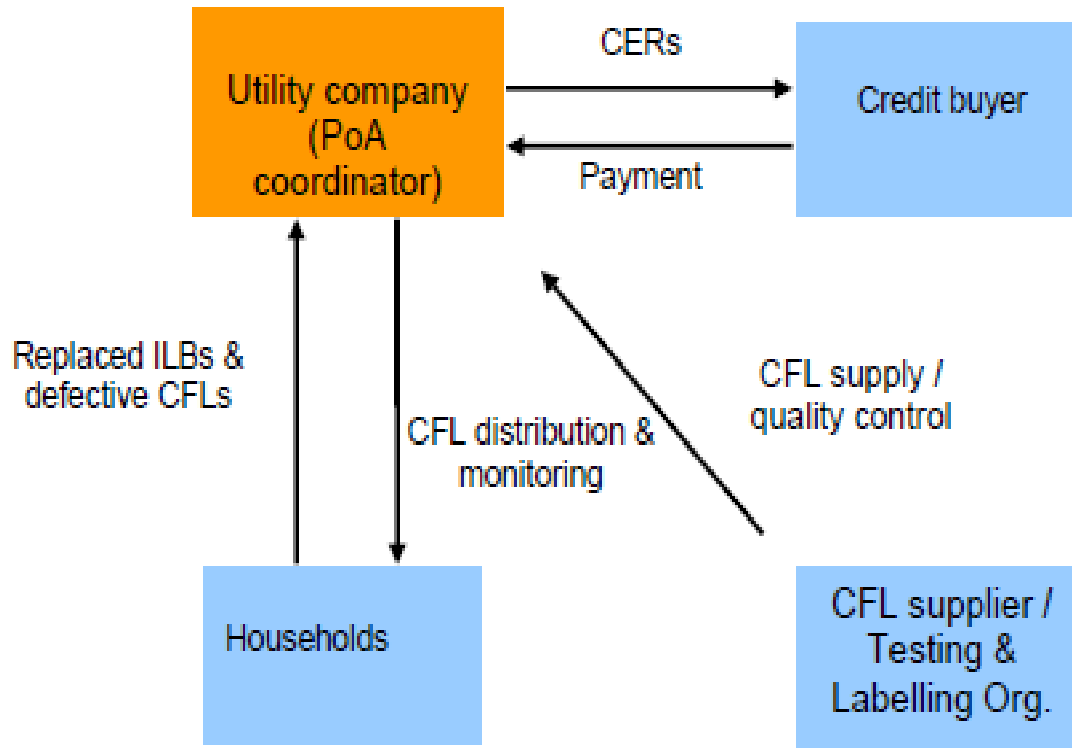 Utility company
(PoA
coordinator)
CERs
Payment
Credit buyer
Replaced ILBs &
defective CFLs
CFL distribution &
monitoring
CFL supply /
quality control
Households
CFL supplier /
Testing &
Labelling Org.